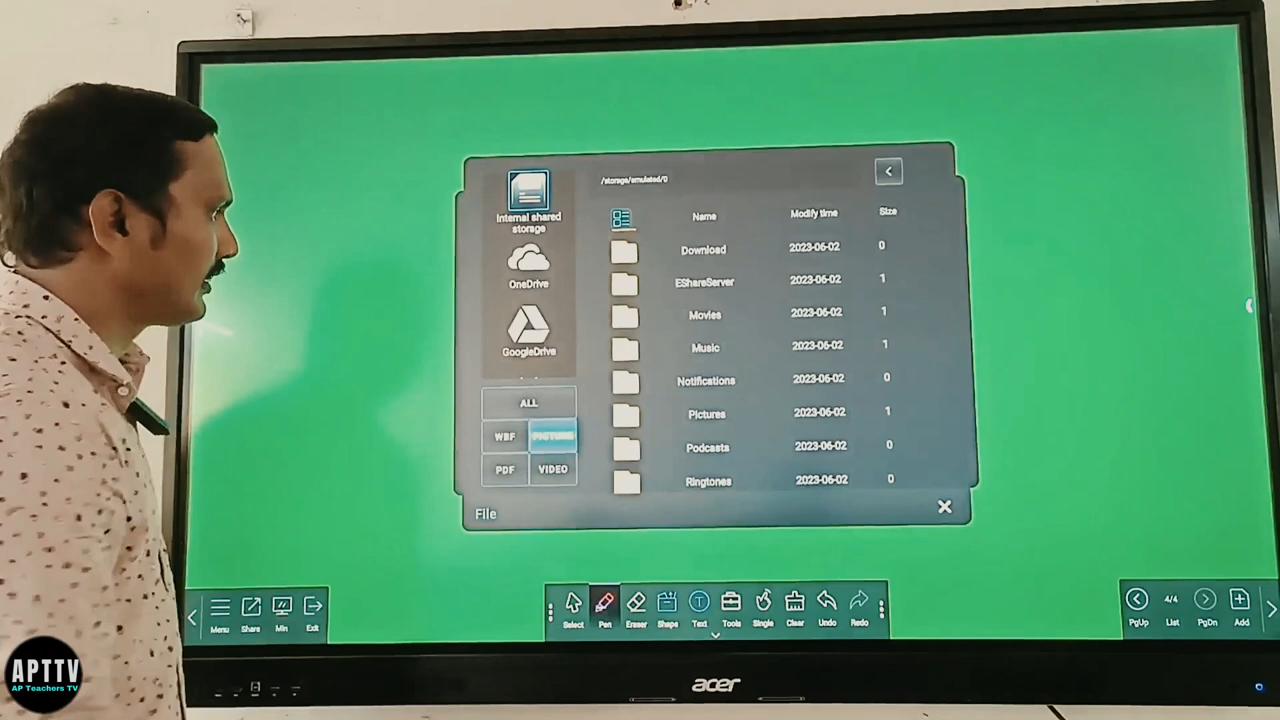 /storage/emulated/0
Internal shared
storage
OneDrive
GoogleDrive
Name Modify time Size
Download 2023-06-02 0
EShareServer 2023-06-02 1
Movies 2023-06-02 1
Music 2023-06-02 1
Notifications 2023-06-02 0
Pictures 2023-06-02 1
Podcasts 2023-06-02 0
Ringtones 2023-06-02 0
ALL
WBF PICTURE
PDF VIDEO
File
Menu Share Min Exit
Select Pen Eraser Shape Text Tools Single Clear Undo Redo
4/4
PgUp List PgDn Add
acer
APTTV
AP Teachers TV